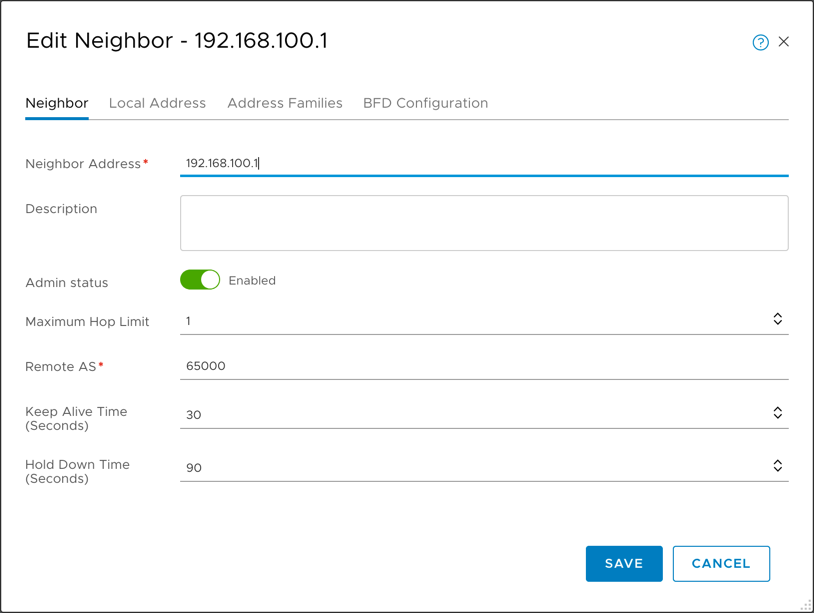 Edit Neighbor - 192.168.100.1
Neighbor Local Address Address Families BFD Configuration
Neighbor Address* 192.168.100.1
Description
Admin status Enabled
Maximum Hop Limit 1
Remote AS* 65000
Keep Alive Time
(Seconds) 30
Hold Down Time
(Seconds) 90
SAVE CANCEL